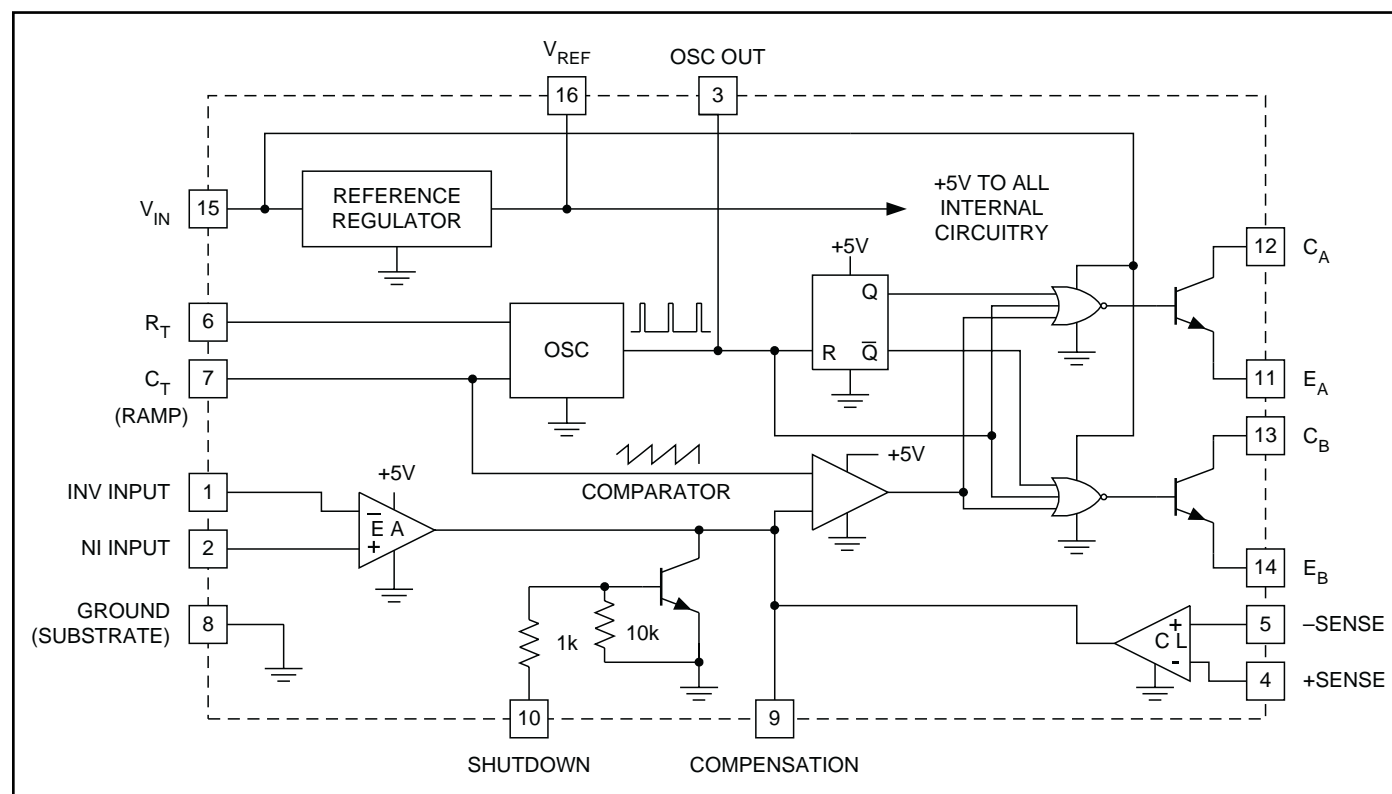 V_REF
OSC OUT
16
3
V_IN
15
REFERENCE
REGULATOR
+5V TO ALL
INTERNAL
CIRCUITRY
+5V
12
C_A
Q
R_T
6
OSC
R
Q̅
11
E_A
C_T
7
(RAMP)
13
C_B
+5V
COMPARATOR
INV INPUT
1
+5V
–
E A
+
NI INPUT
2
14
E_B
GROUND
(SUBSTRATE)
8
1k
10k
+
C L
-
5
–SENSE
4
+SENSE
10
9
SHUTDOWN
COMPENSATION